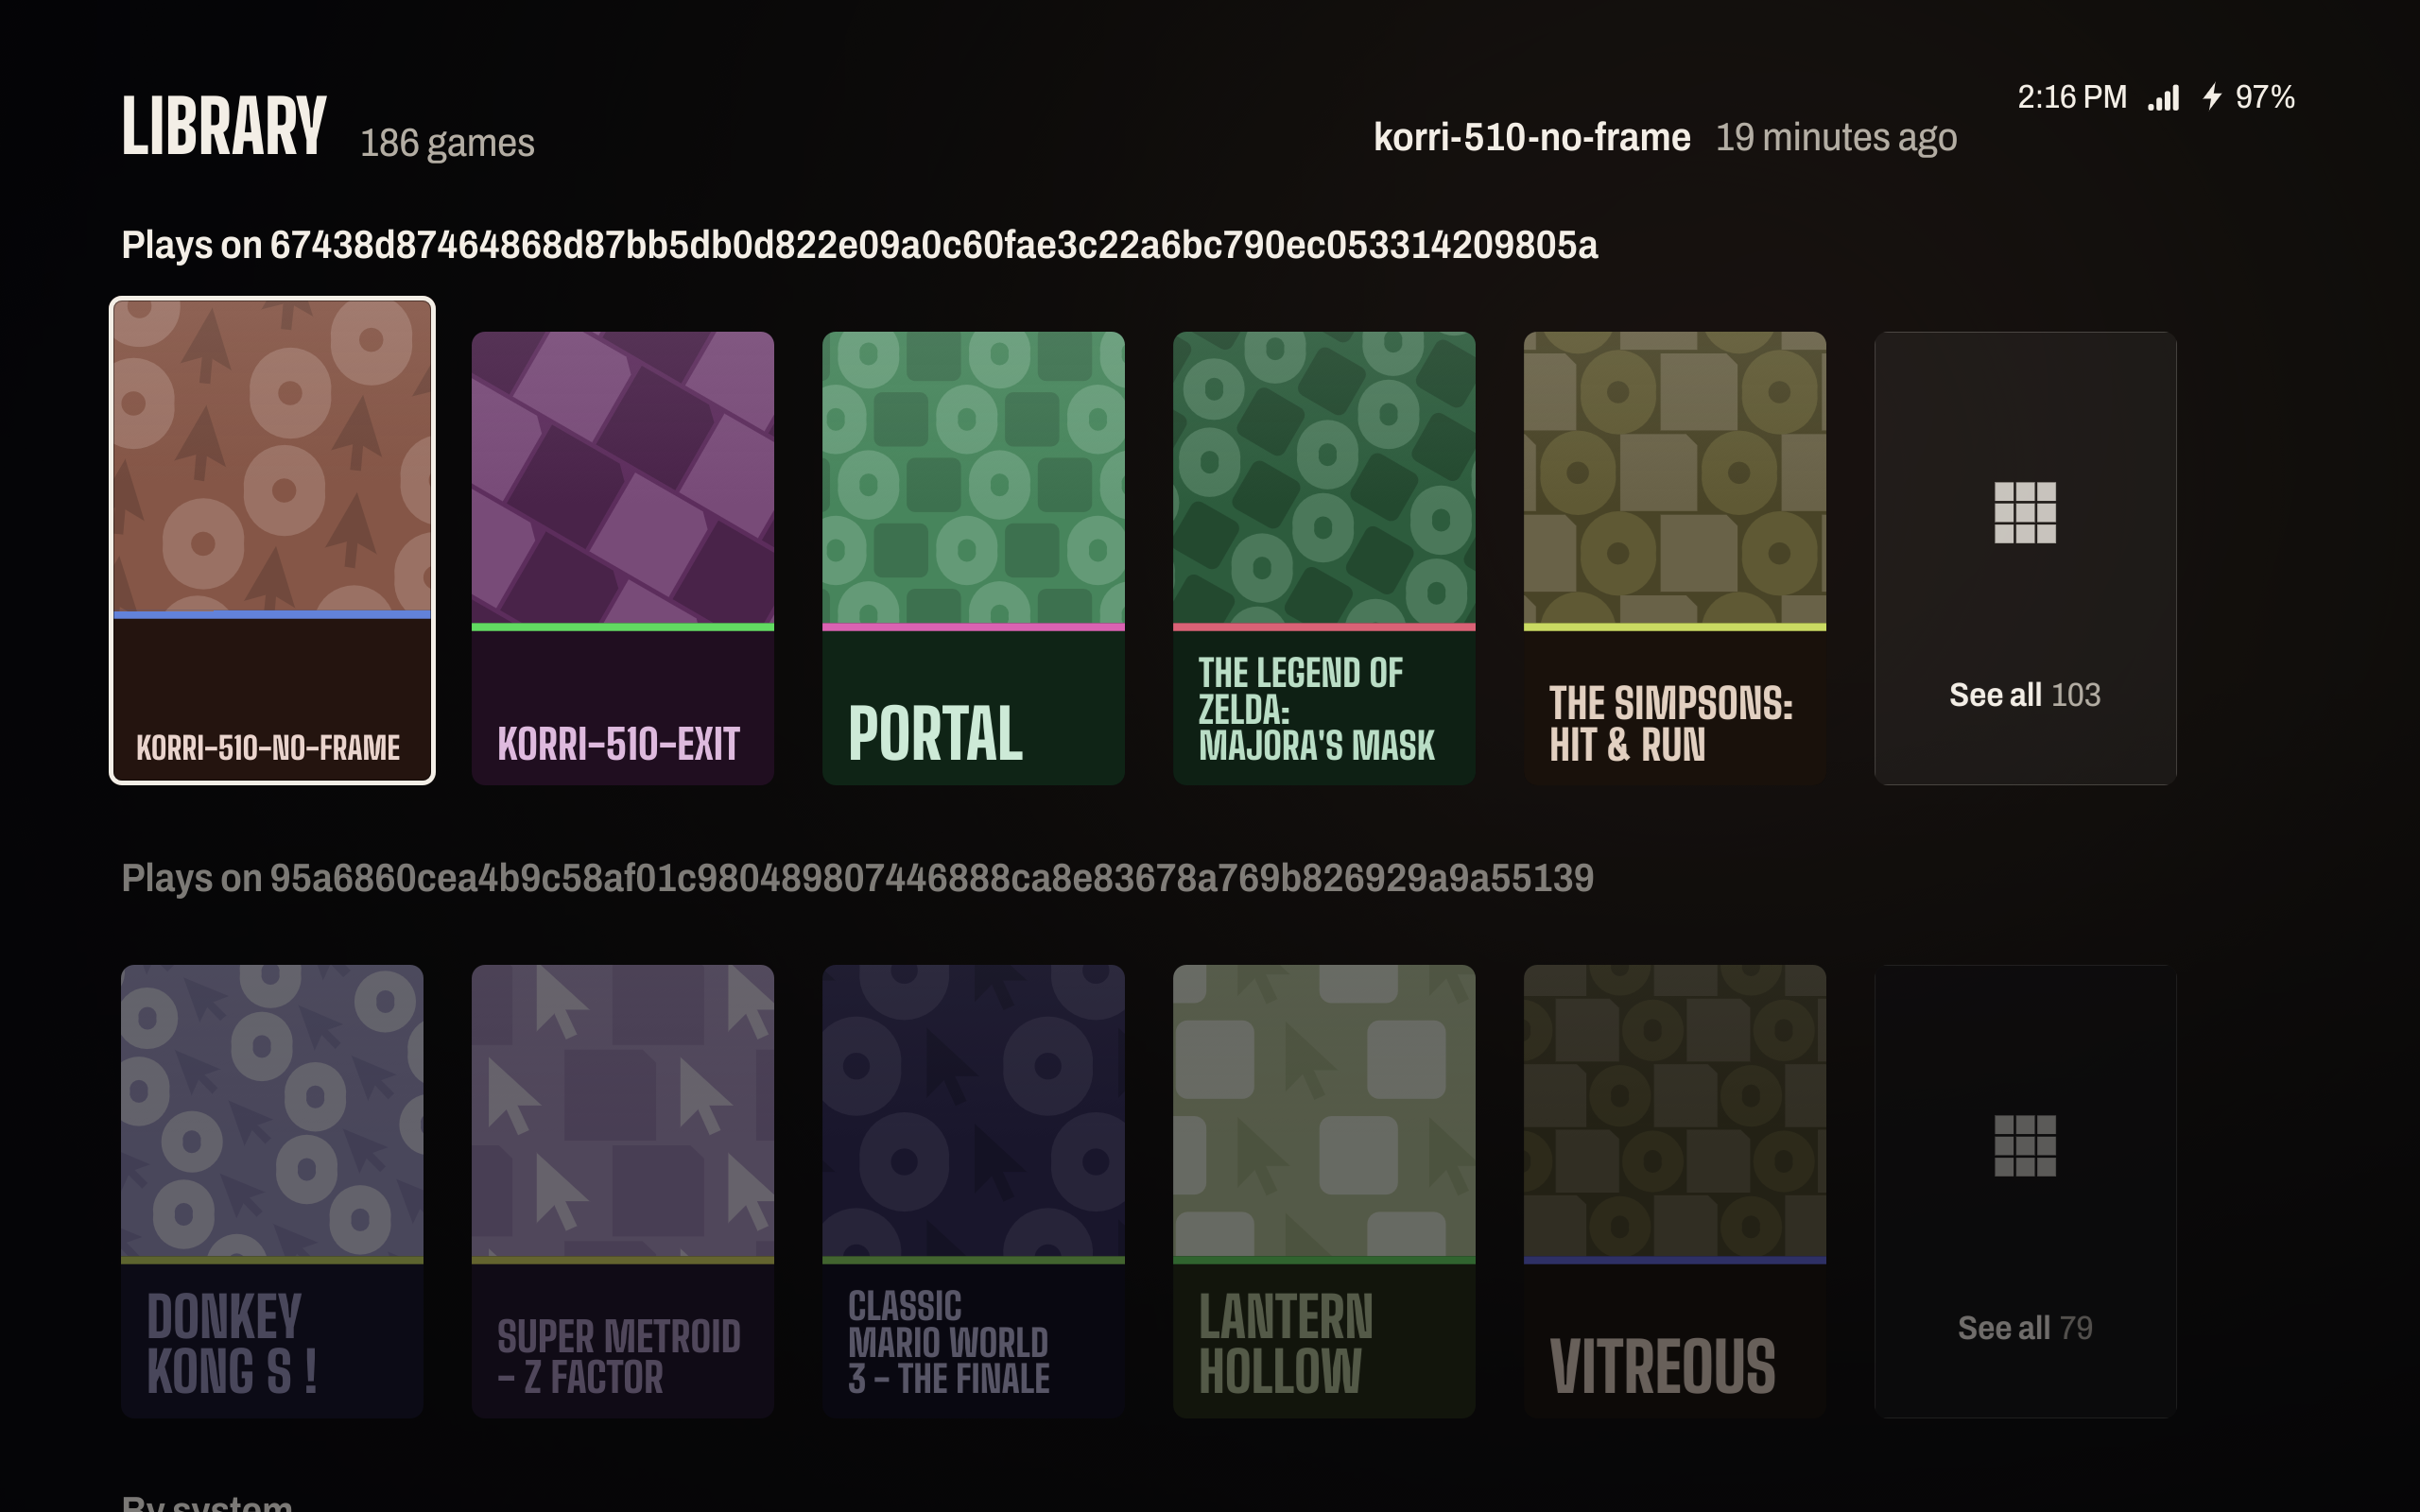 LIBRARY 186 games
korri-510-no-frame 19 minutes ago
2:16 PM 97%
Plays on 67438d87464868d87bb5db0d822e09a0c60fae3c22a6bc790ec053314209805a
KORRI-510-NO-FRAME
KORRI-510-EXIT
PORTAL
THE LEGEND OF
ZELDA:
MAJORA'S MASK
THE SIMPSONS:
HIT & RUN
See all 103
Plays on 95a6860cea4b9c58af01c980489807446888ca8e83678a769b826929a9a55139
DONKEY
KONG S !
SUPER METROID
– Z FACTOR
CLASSIC
MARIO WORLD
3 – THE FINALE
LANTERN
HOLLOW
VITREOUS
See all 79
By system